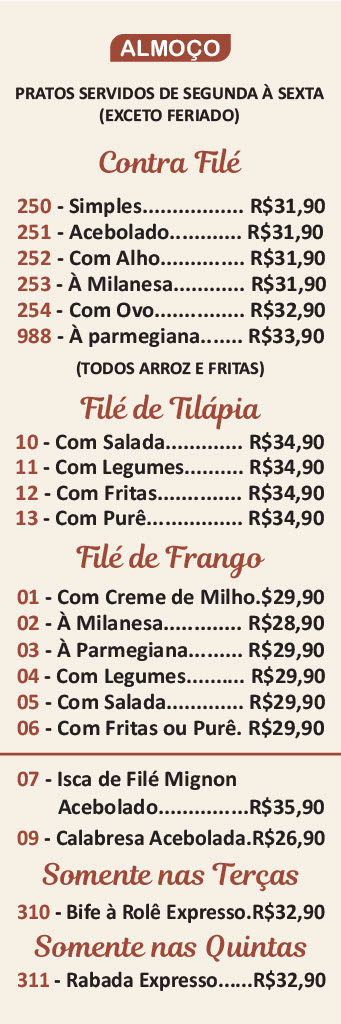 ALMOÇO
PRATOS SERVIDOS DE SEGUNDA À SEXTA
(EXCETO FERIADO)
Contra Filé
250 - Simples................. R$31,90
251 - Acebolado............ R$31,90
252 - Com Alho.............. R$31,90
253 - À Milanesa............ R$31,90
254 - Com Ovo............... R$32,90
988 - À parmegiana....... R$33,90
(TODOS ARROZ E FRITAS)
Filé de Tilápia
10 - Com Salada............. R$34,90
11 - Com Legumes.......... R$34,90
12 - Com Fritas.............. R$34,90
13 - Com Purê................ R$34,90
Filé de Frango
01 - Com Creme de Milho.$29,90
02 - À Milanesa............. R$28,90
03 - À Parmegiana......... R$29,90
04 - Com Legumes.......... R$29,90
05 - Com Salada............. R$29,90
06 - Com Fritas ou Purê. R$29,90
07 - Isca de Filé Mignon
Acebolado...............R$35,90
09 - Calabresa Acebolada.R$26,90
Somente nas Terças
310 - Bife à Rolê Expresso.R$32,90
Somente nas Quintas
311 - Rabada Expresso......R$32,90